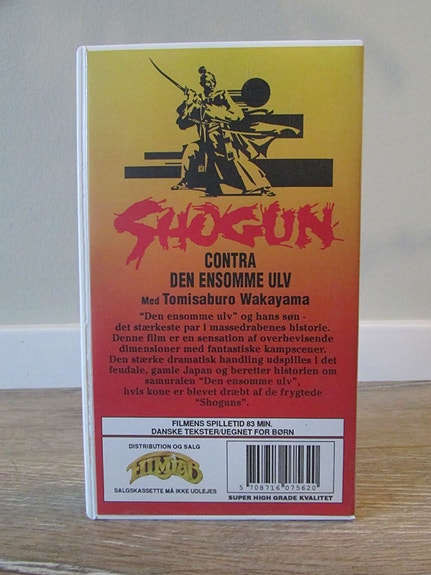 SHOGUN
CONTRA
DEN ENSOMME ULV
Med Tomisaburo Wakayama
"Den ensomme ulv" og hans søn -
det stærkeste par i massedrabenes historie.
Denne film er en sensation af overbevisende
dimensioner med fantastiske kampscener.
Den stærke dramatisk handling udspilles i det
feudale, gamle Japan og beretter historien om
samuraien "Den ensomme ulv",
hvis kone er blevet dræbt af de frygtede
"Shoguns".
FILMENS SPILLETID 83 MIN.
DANSKE TEKSTER/UEGNET FOR BØRN
DISTRIBUTION OG SALG
FILMLAB
SALGSKASSETTE MÅ IKKE UDLEJES
5 708716 075620
SUPER HIGH GRADE KVALITET